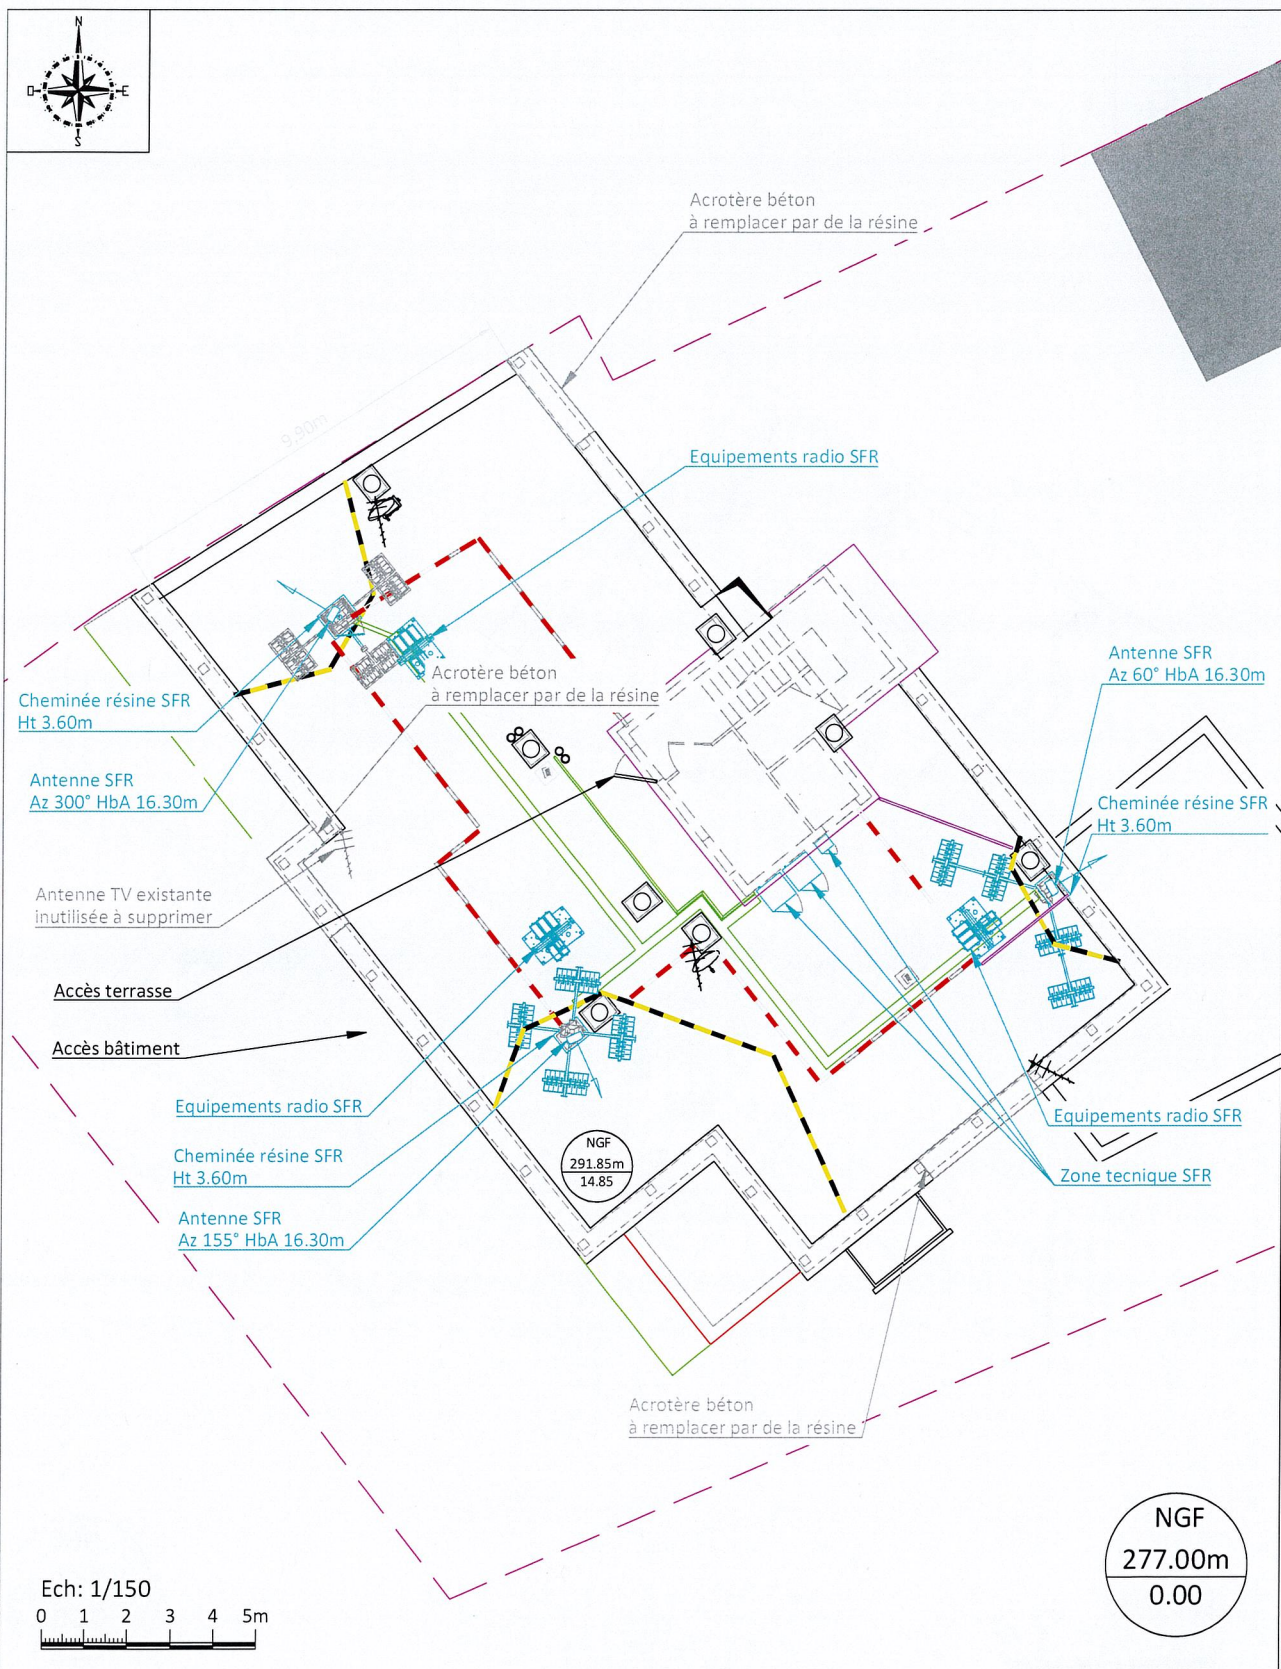 N
O
E
S
Acrotère béton
à remplacer par de la résine
9.90m
Equipements radio SFR
Acrotère béton
à remplacer par de la résine
Antenne SFR
Az 60° HbA 16.30m
Cheminée résine SFR
Ht 3.60m
Antenne SFR
Az 300° HbA 16.30m
Cheminée résine SFR
Ht 3.60m
Antenne TV existante
inutilisée à supprimer
Accès terrasse
Accès bâtiment
Equipements radio SFR
Cheminée résine SFR
Ht 3.60m
Antenne SFR
Az 155° HbA 16.30m
NGF
291.85m
14.85
Equipements radio SFR
Zone tecnique SFR
Acrotère béton
à remplacer par de la résine
NGF
277.00m
0.00
Ech: 1/150
0 1 2 3 4 5m